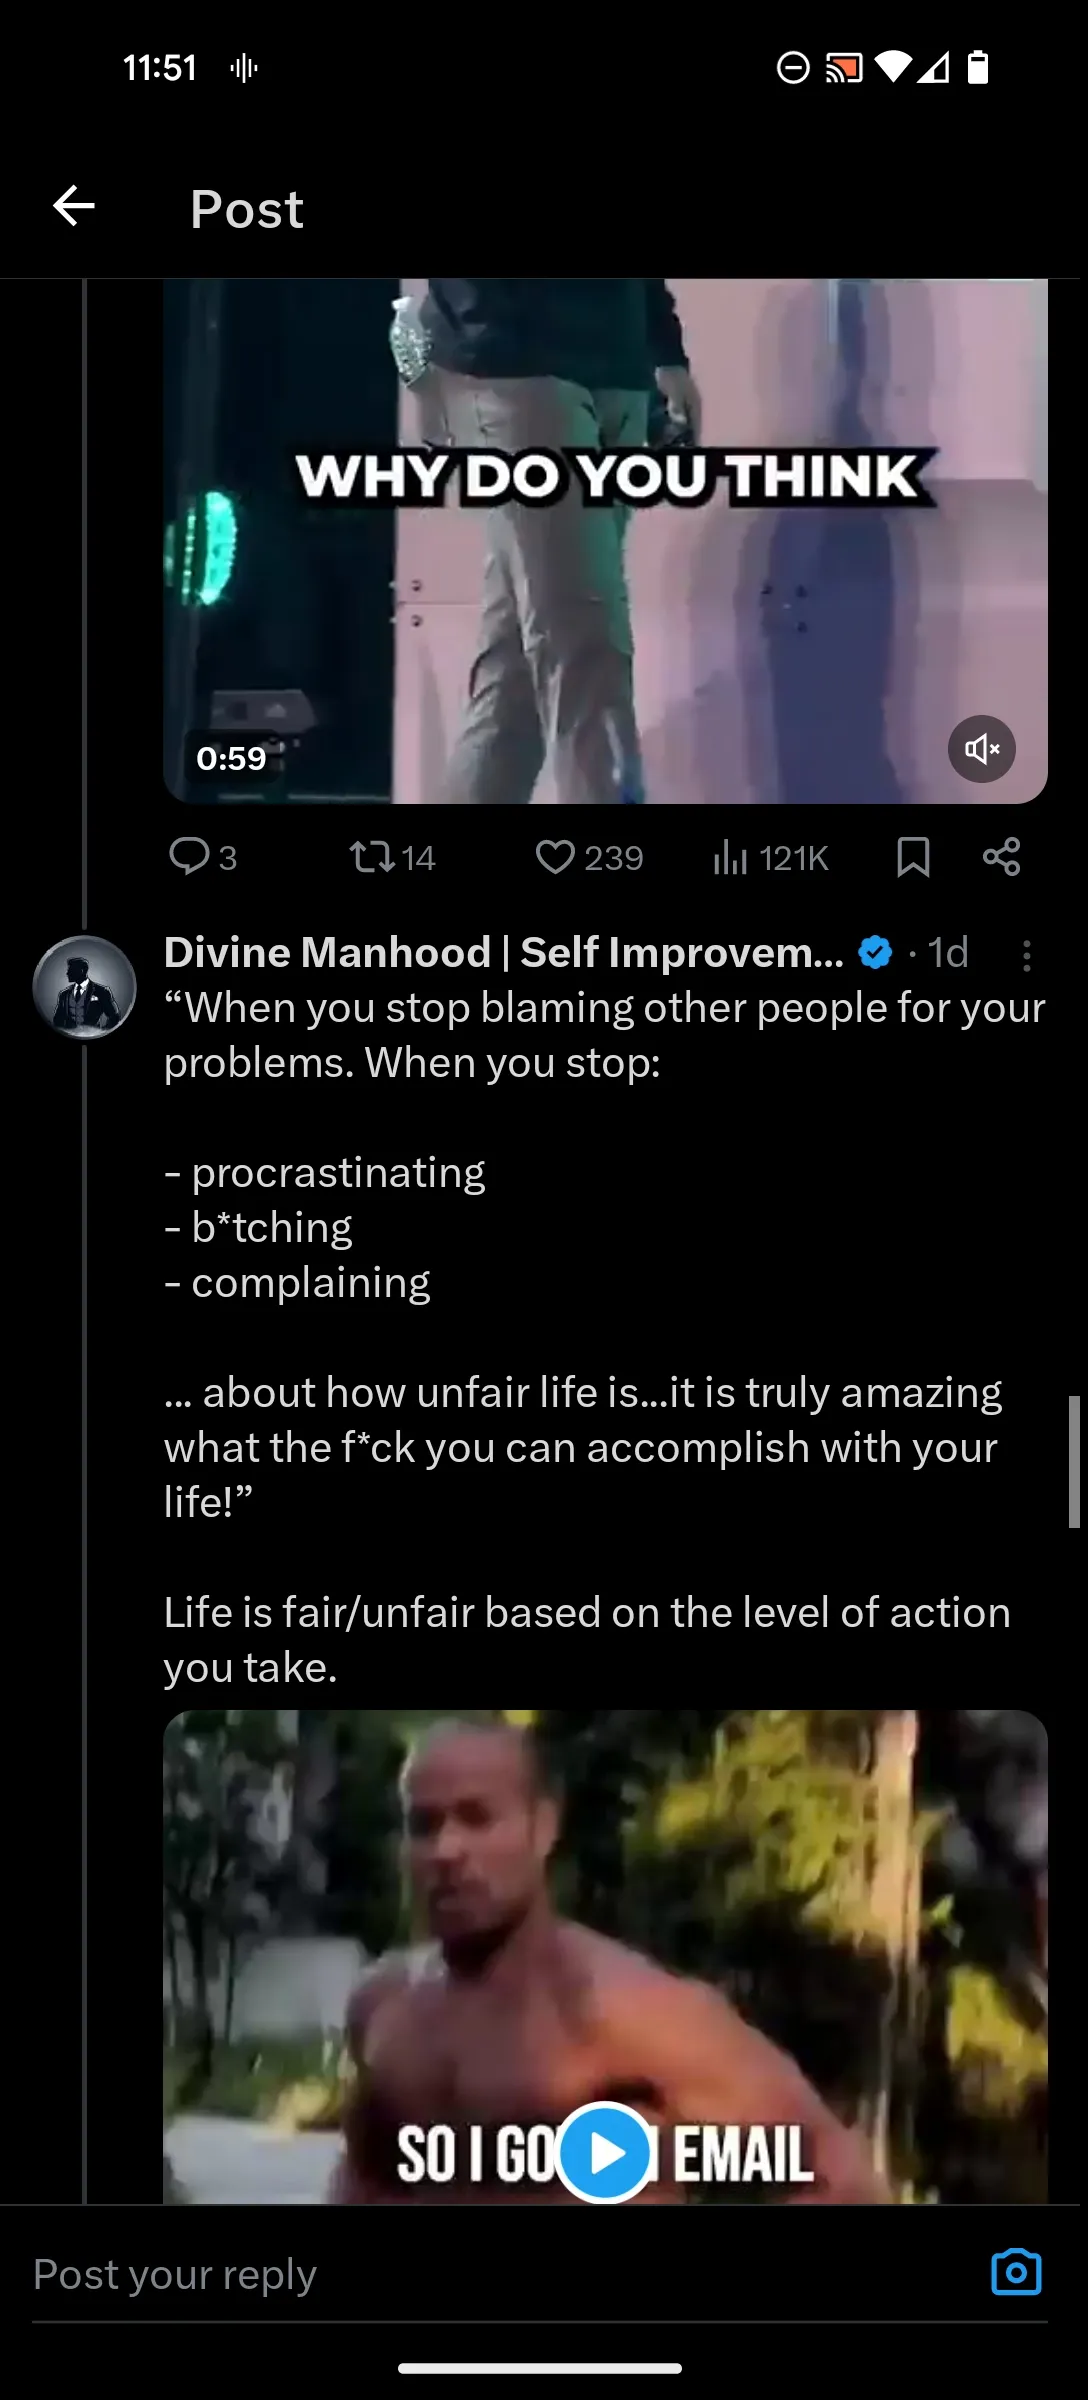 11:51
Post
WHY DO YOU THINK
0:59
3 14 239 121K
Divine Manhood | Self Improvem... · 1d
“When you stop blaming other people for your
problems. When you stop:
- procrastinating
- b*tching
- complaining
... about how unfair life is...it is truly amazing
what the f*ck you can accomplish with your
life!”
Life is fair/unfair based on the level of action
you take.
SO I GO EMAIL
Post your reply